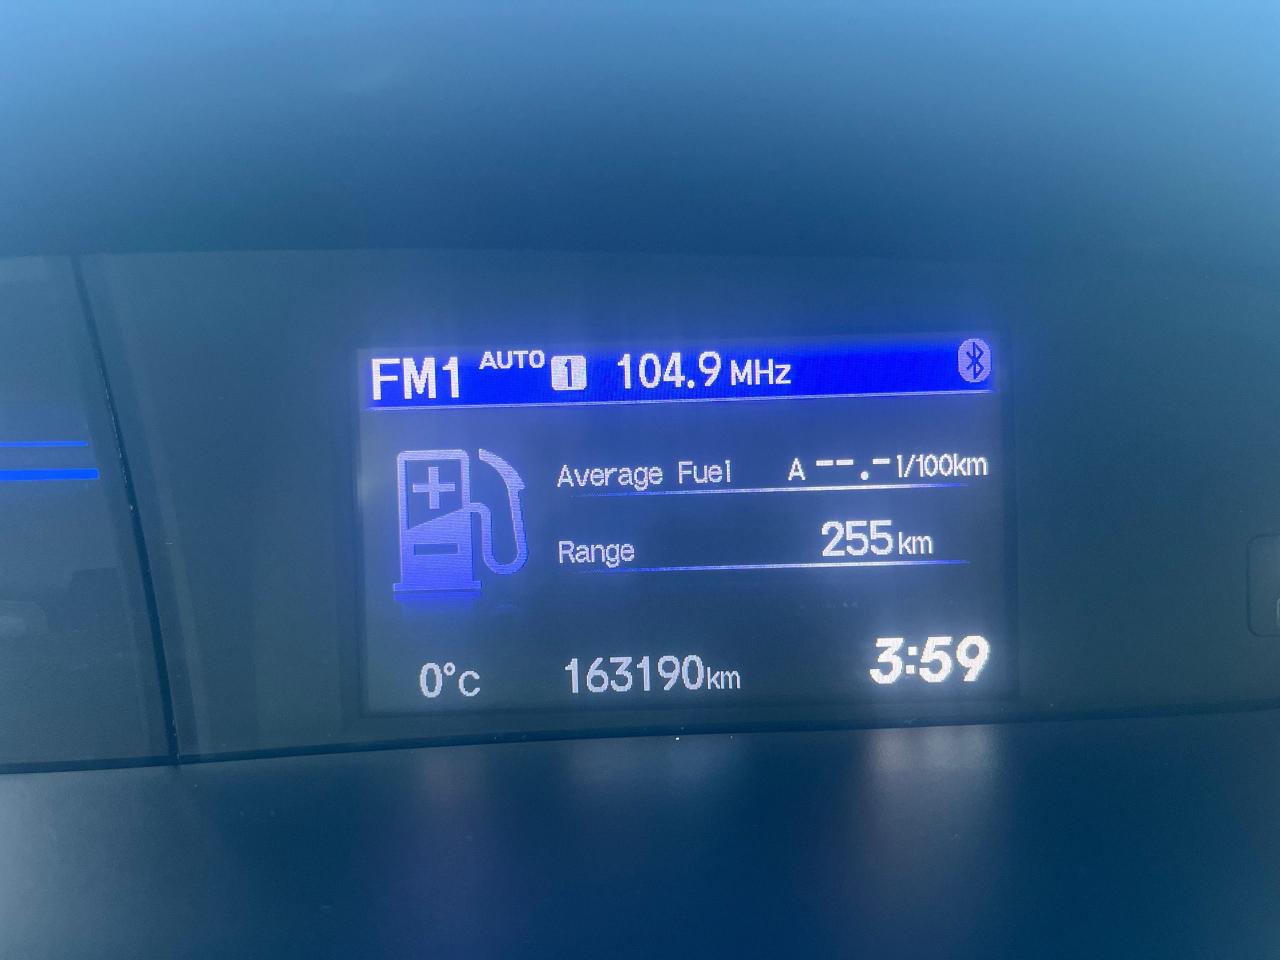 FM1 AUTO 1 104.9 MHz
Average Fuel A --.- l/100km
Range 255 km
0°C 163190 km 3:59